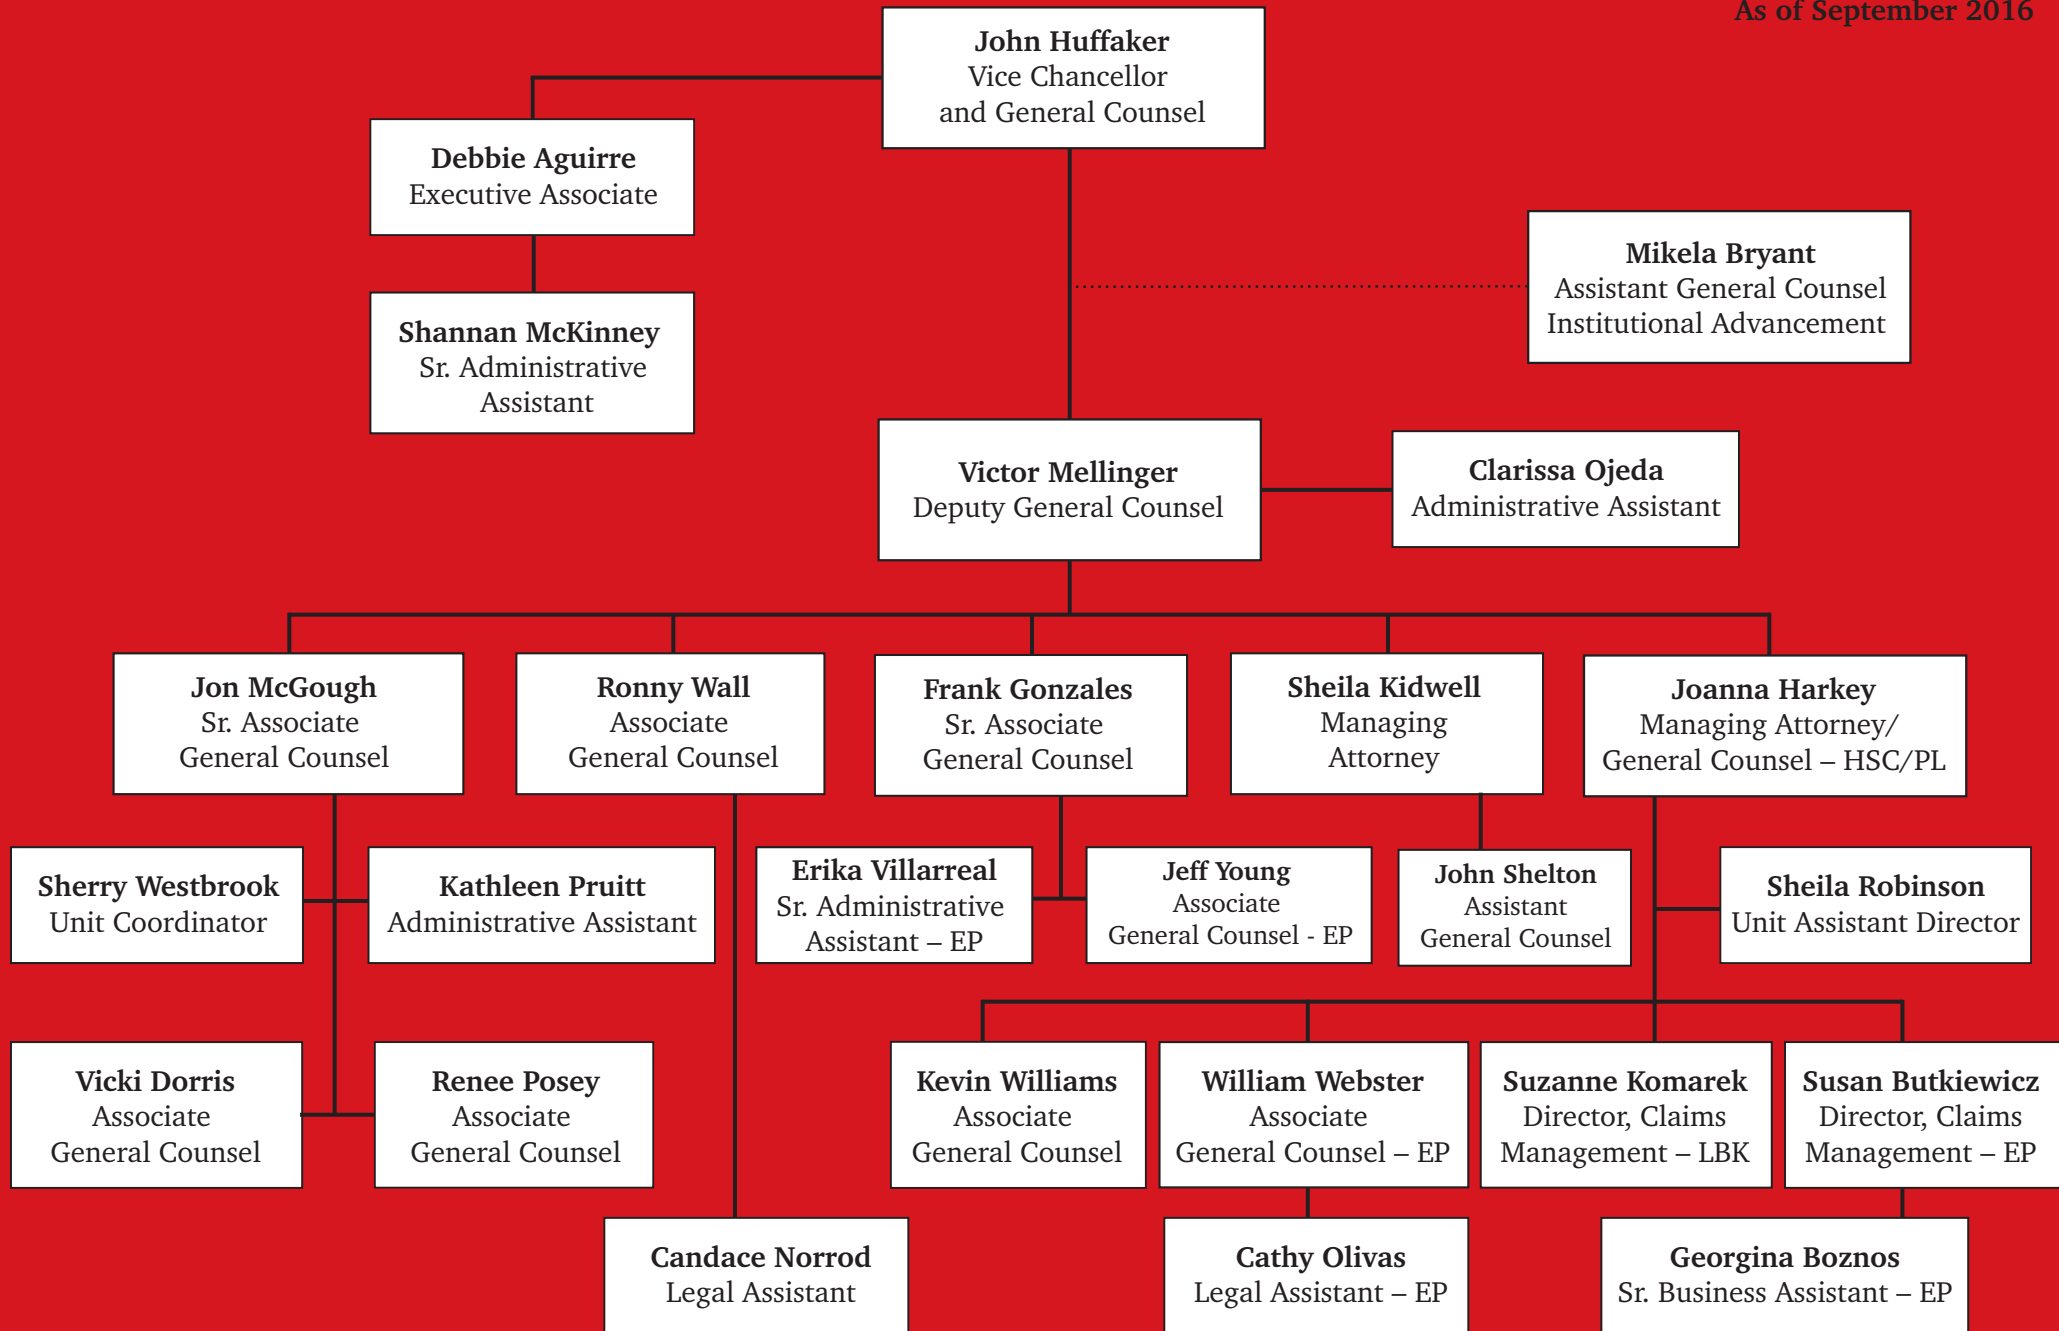 As of September 2016
John Huffaker
Vice Chancellor
and General Counsel
Debbie Aguirre
Executive Associate
Mikela Bryant
Assistant General Counsel
Institutional Advancement
Shannan McKinney
Sr. Administrative
Assistant
Victor Mellinger
Deputy General Counsel
Clarissa Ojeda
Administrative Assistant
Jon McGough
Sr. Associate
General Counsel
Ronny Wall
Associate
General Counsel
Frank Gonzales
Sr. Associate
General Counsel
Sheila Kidwell
Managing
Attorney
Joanna Harkey
Managing Attorney/
General Counsel – HSC/PL
Sherry Westbrook
Unit Coordinator
Kathleen Pruitt
Administrative Assistant
Erika Villarreal
Sr. Administrative
Assistant – EP
Jeff Young
Associate
General Counsel - EP
John Shelton
Assistant
General Counsel
Sheila Robinson
Unit Assistant Director
Vicki Dorris
Associate
General Counsel
Renee Posey
Associate
General Counsel
Kevin Williams
Associate
General Counsel
William Webster
Associate
General Counsel – EP
Suzanne Komarek
Director, Claims
Management – LBK
Susan Butkiewicz
Director, Claims
Management – EP
Candace Norrod
Legal Assistant
Cathy Olivas
Legal Assistant – EP
Georgina Boznos
Sr. Business Assistant – EP